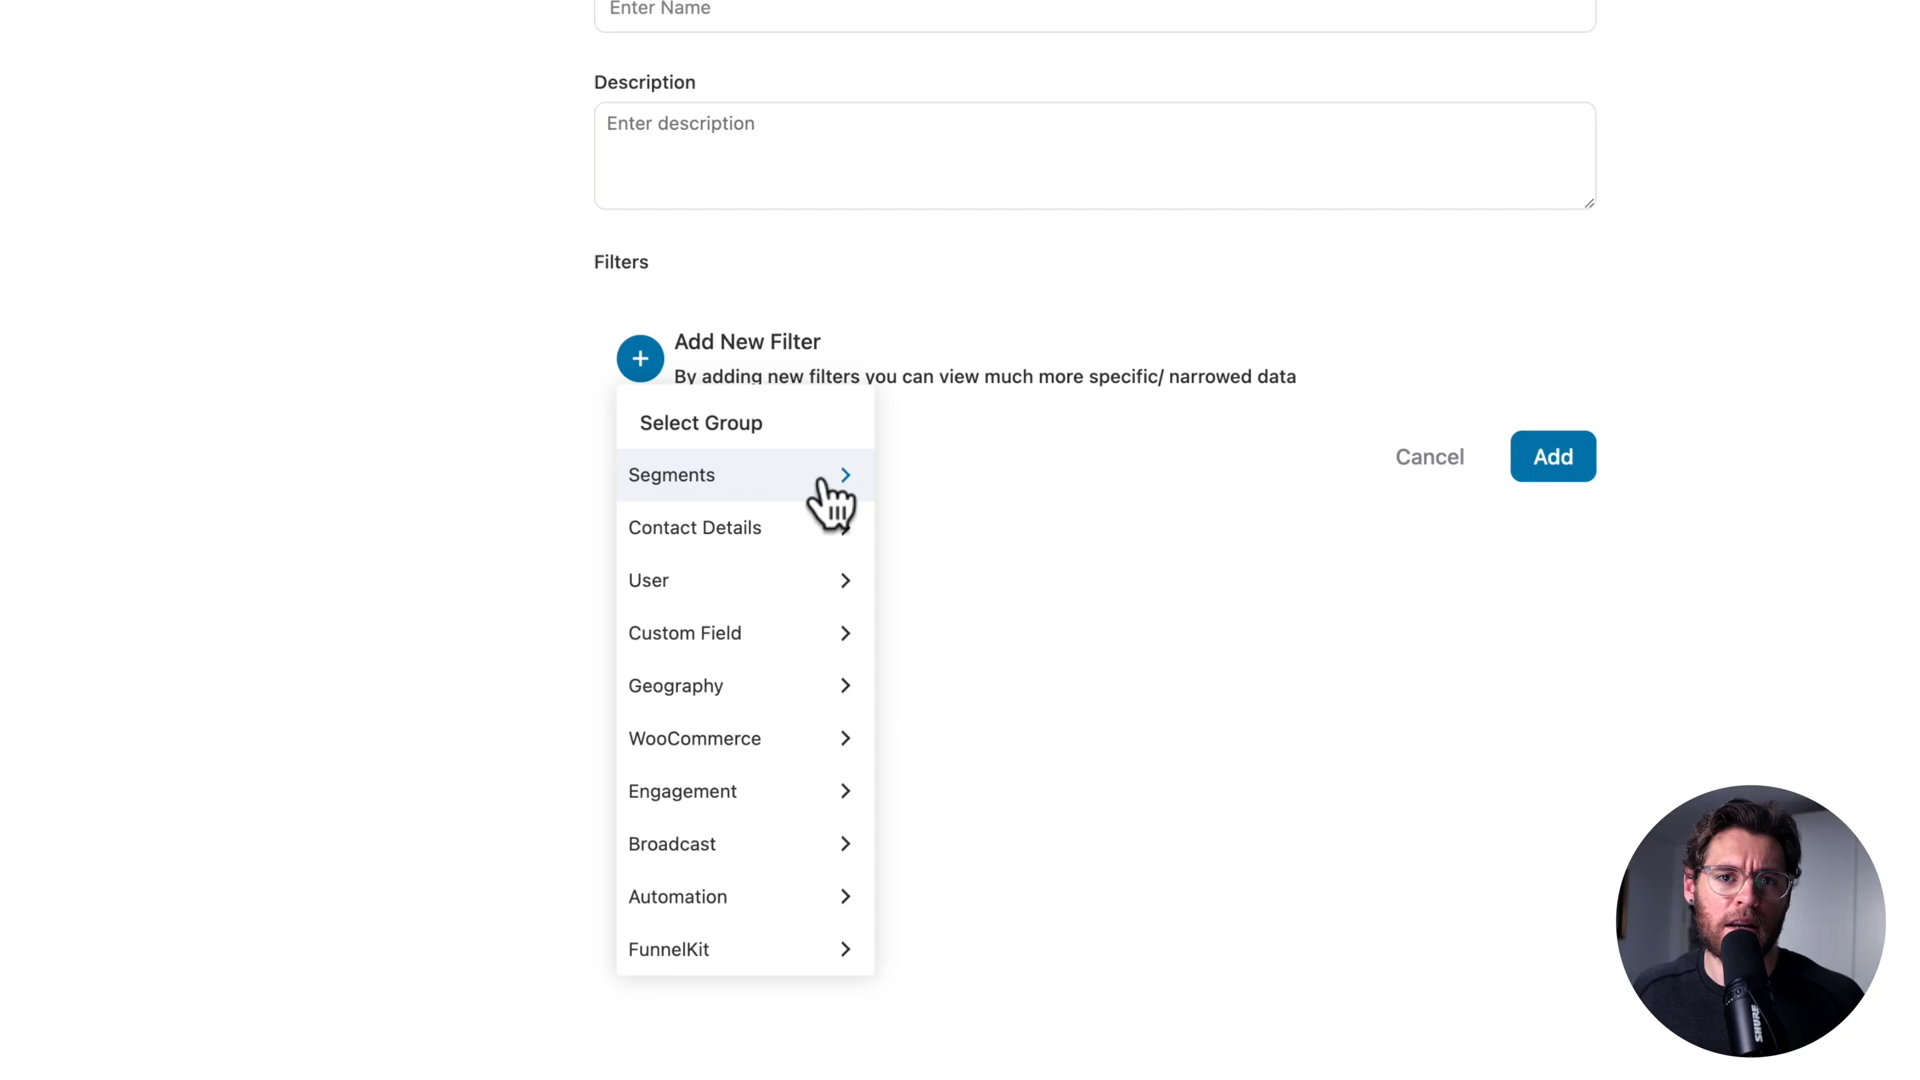 Enter Name
Description
Enter description
Filters
Add New Filter
By adding new filters you can view much more specific/ narrowed data
Select Group
Segments
Contact Details
User
Custom Field
Geography
WooCommerce
Engagement
Broadcast
Automation
FunnelKit
Cancel
Add
SHURE